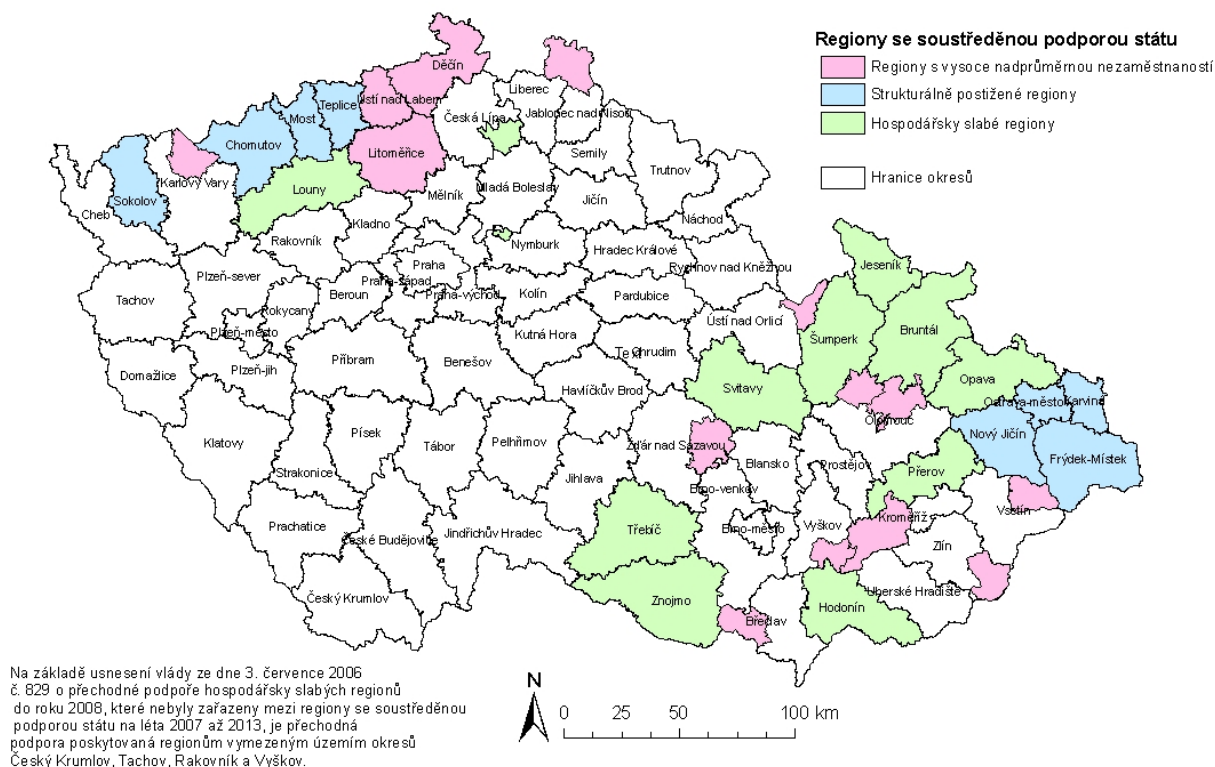 Regiony se soustředěnou podporou státu
Regiony s vysoce nadprůměrnou nezaměstnaností
Strukturálně postižené regiony
Hospodářsky slabé regiony
Hranice okresů
Děčín
Liberec
Ústí nad Labem
Teplice
Most
Česká Lípa
Jablonec nad Nisou
Chomutov
Litoměřice
Semily
Trutnov
Karlovy Vary
Louny
Mladá Boleslav
Mělník
Jičín
Sokolov
Cheb
Kladno
Náchod
Rakovník
Nymburk
Hradec Králové
Rychnov nad Kněžnou
Jeseník
Plzeň-sever
Praha
Praha-západ
Praha-východ
Kolín
Tachov
Beroun
Pardubice
Rokycany
Ústí nad Orlicí
Bruntál
Šumperk
Plzeň-město
Kutná Hora
Text
Chrudim
Příbram
Benešov
Plzeň-jih
Domažlice
Opava
Svitavy
Havlíčkův Brod
Ostrava-město
Karviná
Olomouc
Nový Jičín
Klatovy
Písek
Tábor
Pelhřimov
Žďár nad Sázavou
Frýdek-Místek
Blansko
Prostějov
Přerov
Strakonice
Jihlava
Brno-venkov
Vsetín
Kroměříž
Prachatice
České Budějovice
Jindřichův Hradec
Třebíč
Brno-město
Vyškov
Zlín
Český Krumlov
Znojmo
Uherské Hradiště
Hodonín
Břeclav
Na základě usnesení vlády ze dne 3. července 2006
č. 829 o přechodné podpoře hospodářsky slabých regionů
do roku 2008, které nebyly zařazeny mezi regiony se soustředěnou
podporou státu na léta 2007 až 2013, je přechodná
podpora poskytovaná regionům vymezeným územím okresů
Český Krumlov, Tachov, Rakovník a Vyškov.
N
0 25 50 100 km